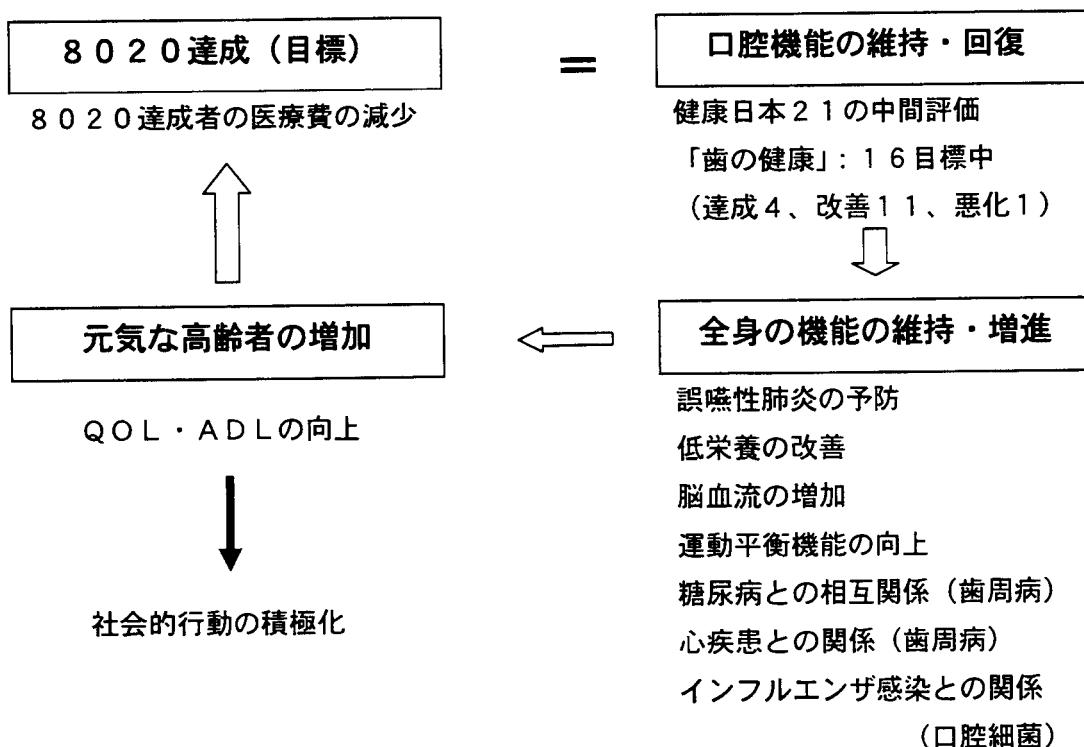 8020達成(目標)
8020達成者の医療費の減少
=
口腔機能の維持・回復
健康日本21の中間評価
「歯の健康」:16目標中
(達成4、改善11、悪化1)
元気な高齢者の増加
QOL・ADLの向上
社会的行動の積極化
全身の機能の維持・増進
誤嚥性肺炎の予防
低栄養の改善
脳血流の増加
運動平衡機能の向上
糖尿病との相互関係(歯周病)
心疾患との関係(歯周病)
インフルエンザ感染との関係
(口腔細菌)